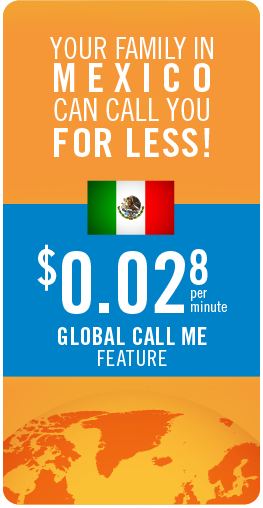 YOUR FAMILY IN
MEXICO
CAN CALL YOU
FOR LESS!
$0.02⁸
per
minute
GLOBAL CALL ME
FEATURE